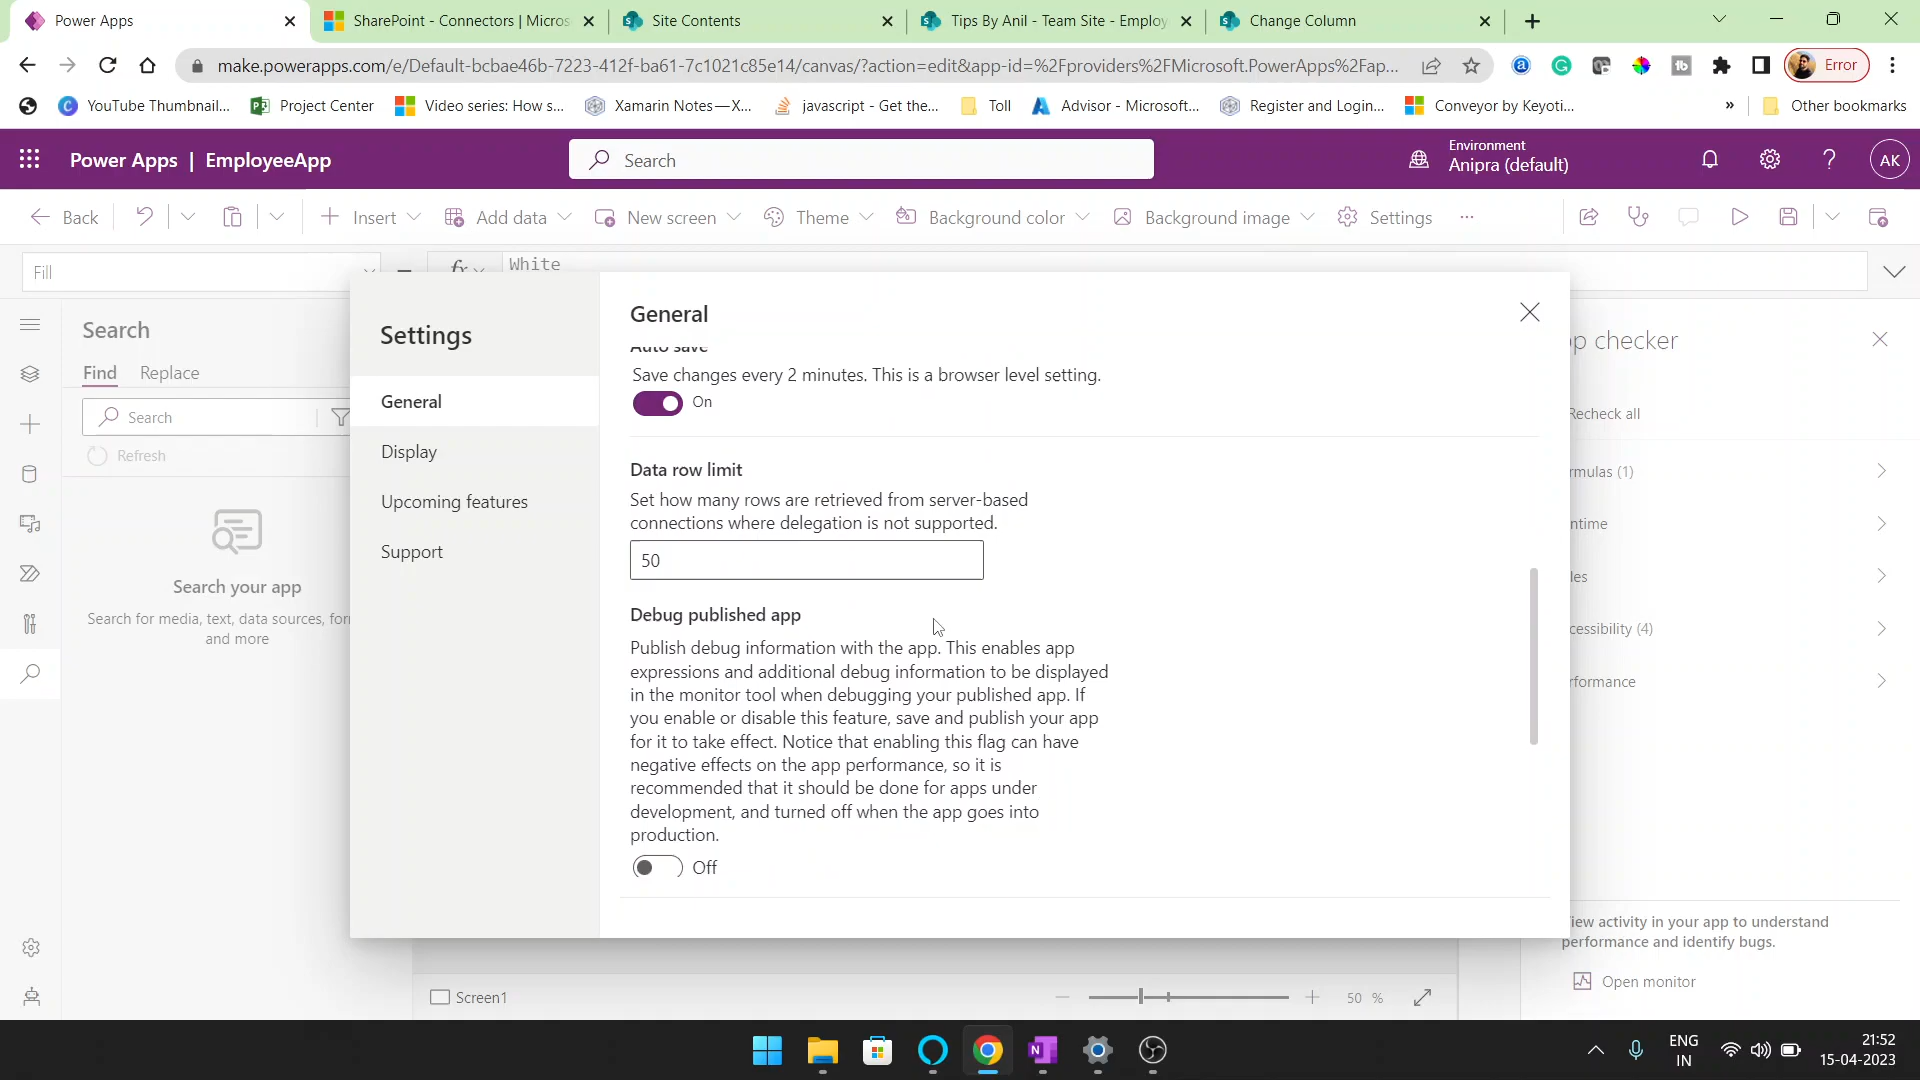 Power Apps
SharePoint - Connectors | Micros
Site Contents
Tips By Anil - Team Site - Employ
Change Column
make.powerapps.com/e/Default-bcbae46b-7223-412f-ba61-7c1021c85e14/canvas/?action=edit&app-id=%2Fproviders%2FMicrosoft.PowerApps%2Fap...
Error
YouTube Thumbnail...
Project Center
Video series: How s...
Xamarin Notes — X...
javascript - Get the...
Toll
Advisor - Microsoft...
Register and Login...
Conveyor by Keyoti...
»
Other bookmarks
Power Apps | EmployeeApp
Search
Environment
Anipra (default)
?
AK
Back
Insert
Add data
New screen
Theme
Background color
Background image
Settings
...
Fill
=
fx
White
Search
Find
Replace
Search
Refresh
Search your app
Search for media, text, data sources, for
and more
Settings
General
Display
Upcoming features
Support
General
Auto save
Save changes every 2 minutes. This is a browser level setting.
On
Data row limit
Set how many rows are retrieved from server-based
connections where delegation is not supported.
50
Debug published app
Publish debug information with the app. This enables app
expressions and additional debug information to be displayed
in the monitor tool when debugging your published app. If
you enable or disable this feature, save and publish your app
for it to take effect. Notice that enabling this flag can have
negative effects on the app performance, so it is
recommended that it should be done for apps under
development, and turned off when the app goes into
production.
Off
pp checker
Recheck all
rmulas (1)
ntime
les
cessibility (4)
rformance
iew activity in your app to understand
performance and identify bugs.
Open monitor
Screen1
50 %
ENG
IN
21:52
15-04-2023